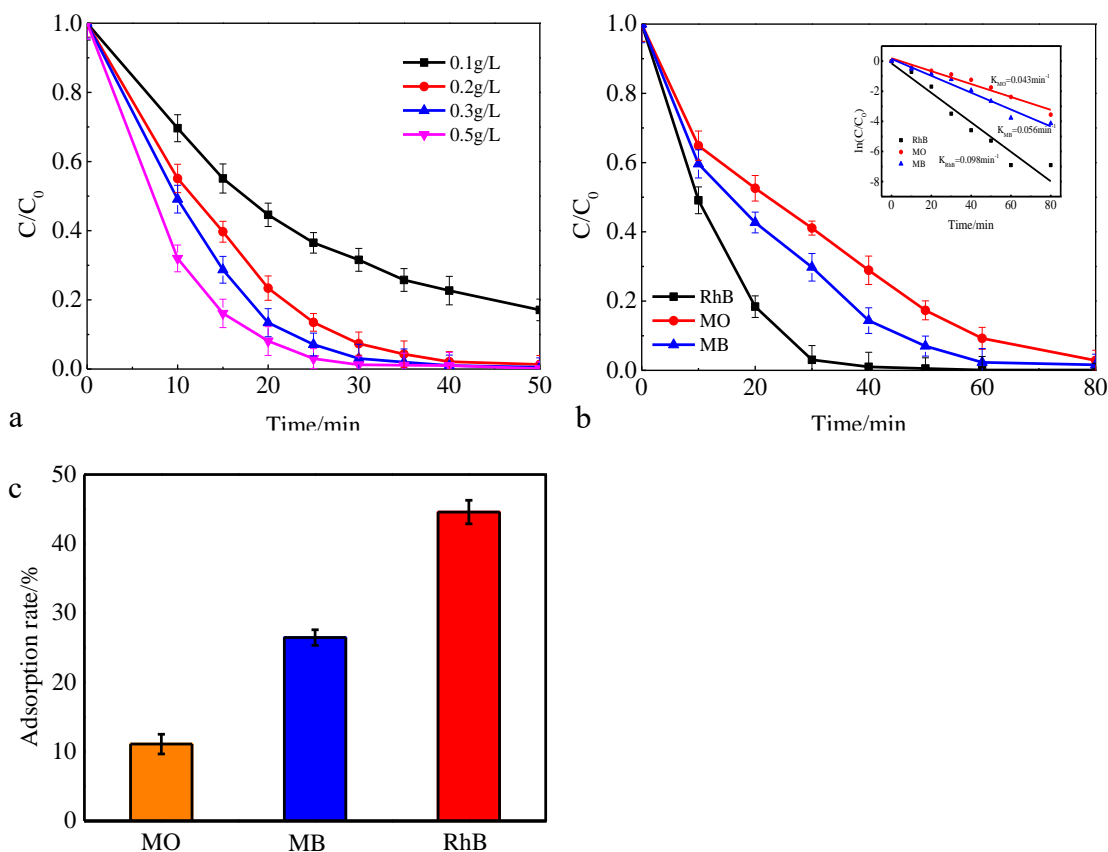 1.0
0.8
0.6
0.4
0.2
0.0
C/C₀
0.1g/L
0.2g/L
0.3g/L
0.5g/L
0 10 20 30 40 50
Time/min
a
1.0
0.8
0.6
0.4
0.2
0.0
C/C₀
RhB
MO
MB
0 20 40 60 80
Time/min
b
0
-2
-4
-6
-8
ln(C/C₀)
K_MO=0.043min⁻¹
K_MB=0.056min⁻¹
K_RhB=0.098min⁻¹
RhB
MO
MB
0 20 40 60 80
Time/min
c
50
40
30
20
10
0
Adsorption rate/%
MO MB RhB